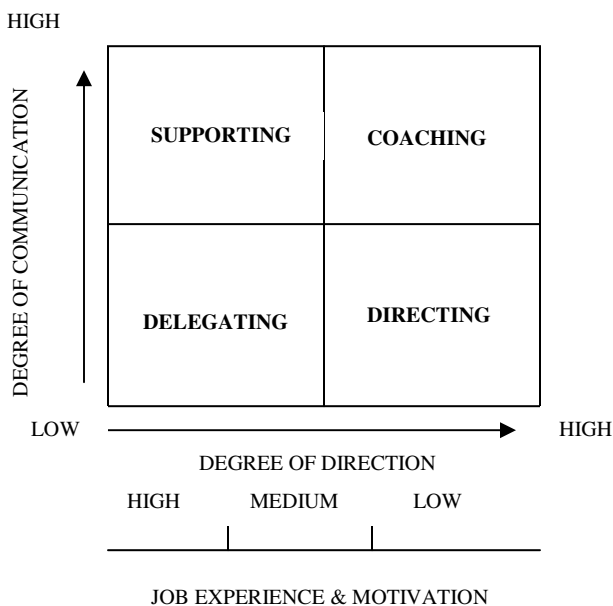 HIGH
DEGREE OF COMMUNICATION
SUPPORTING
COACHING
DELEGATING
DIRECTING
LOW
HIGH
DEGREE OF DIRECTION
HIGH MEDIUM LOW
JOB EXPERIENCE & MOTIVATION